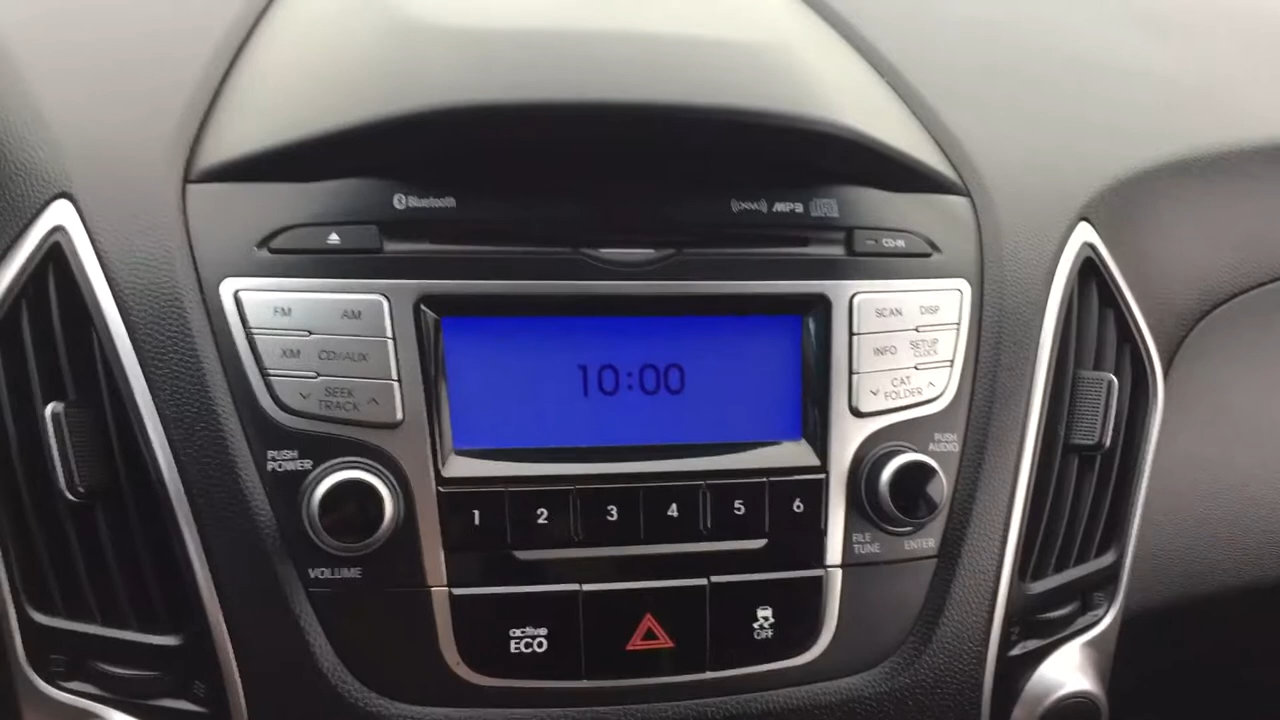 Bluetooth
((XM)) MP3
CD-IN
FM AM
XM CD/AUX
SEEK
TRACK
10:00
SCAN DISP
INFO SETUP
CLOCK
CAT
FOLDER
PUSH
POWER
VOLUME
PUSH
AUDIO
FILE
TUNE
ENTER
1 2 3 4 5 6
active
ECO
OFF